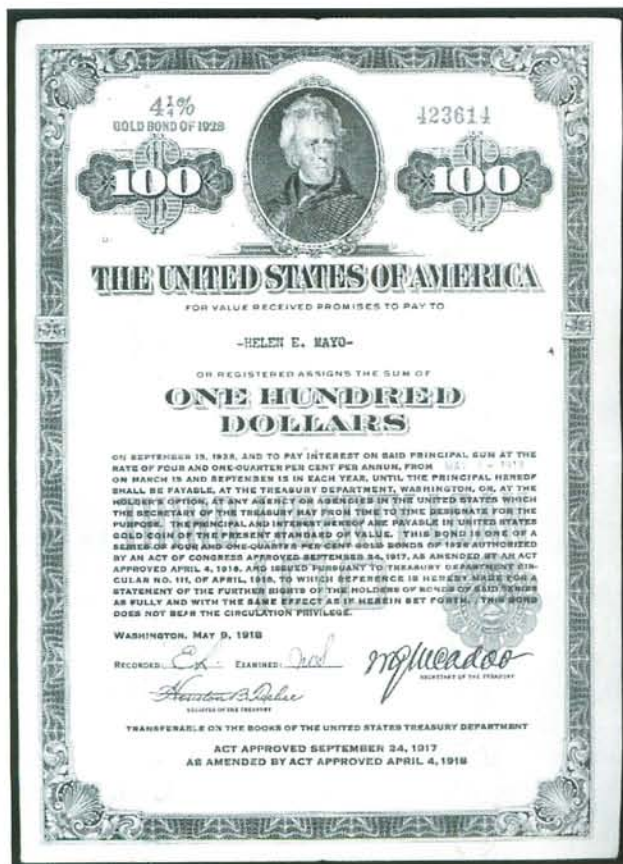 4¼%
GOLD BOND OF 1928
423614
100
100
THE UNITED STATES OF AMERICA
FOR VALUE RECEIVED PROMISES TO PAY TO
-HELEN E. MAYO-
OR REGISTERED ASSIGNS THE SUM OF
ONE HUNDRED
DOLLARS
ON SEPTEMBER 15, 1928, AND TO PAY INTEREST ON SAID PRINCIPAL SUM AT THE
RATE OF FOUR AND ONE-QUARTER PER CENT PER ANNUM, FROM MAY 9 - 1918
ON MARCH 15 AND SEPTEMBER 15 IN EACH YEAR, UNTIL THE PRINCIPAL HEREOF
SHALL BE PAYABLE, AT THE TREASURY DEPARTMENT, WASHINGTON, OR, AT THE
HOLDER'S OPTION, AT ANY AGENCY OR AGENCIES IN THE UNITED STATES WHICH
THE SECRETARY OF THE TREASURY MAY FROM TIME TO TIME DESIGNATE FOR THE
PURPOSE. THE PRINCIPAL AND INTEREST HEREOF ARE PAYABLE IN UNITED STATES
GOLD COIN OF THE PRESENT STANDARD OF VALUE. THIS BOND IS ONE OF A
SERIES OF FOUR AND ONE-QUARTER PER CENT GOLD BONDS OF 1928 AUTHORIZED
BY AN ACT OF CONGRESS APPROVED SEPTEMBER 24, 1917, AS AMENDED BY AN ACT
APPROVED APRIL 4, 1918, AND ISSUED PURSUANT TO TREASURY DEPARTMENT CIR-
CULAR NO. 111, OF APRIL, 1918, TO WHICH REFERENCE IS HEREBY MADE FOR A
STATEMENT OF THE FURTHER RIGHTS OF THE HOLDERS OF BONDS OF SAID SERIES
AS FULLY AND WITH THE SAME EFFECT AS IF HEREIN SET FORTH. THIS BOND
DOES NOT BEAR THE CIRCULATION PRIVILEGE.
WASHINGTON, MAY 9, 1918
RECORDED: EXAMINED:
W G McAdoo
SECRETARY OF THE TREASURY
Houston B. Teehee
REGISTER OF THE TREASURY
TRANSFERABLE ON THE BOOKS OF THE UNITED STATES TREASURY DEPARTMENT
ACT APPROVED SEPTEMBER 24, 1917
AS AMENDED BY ACT APPROVED APRIL 4, 1918